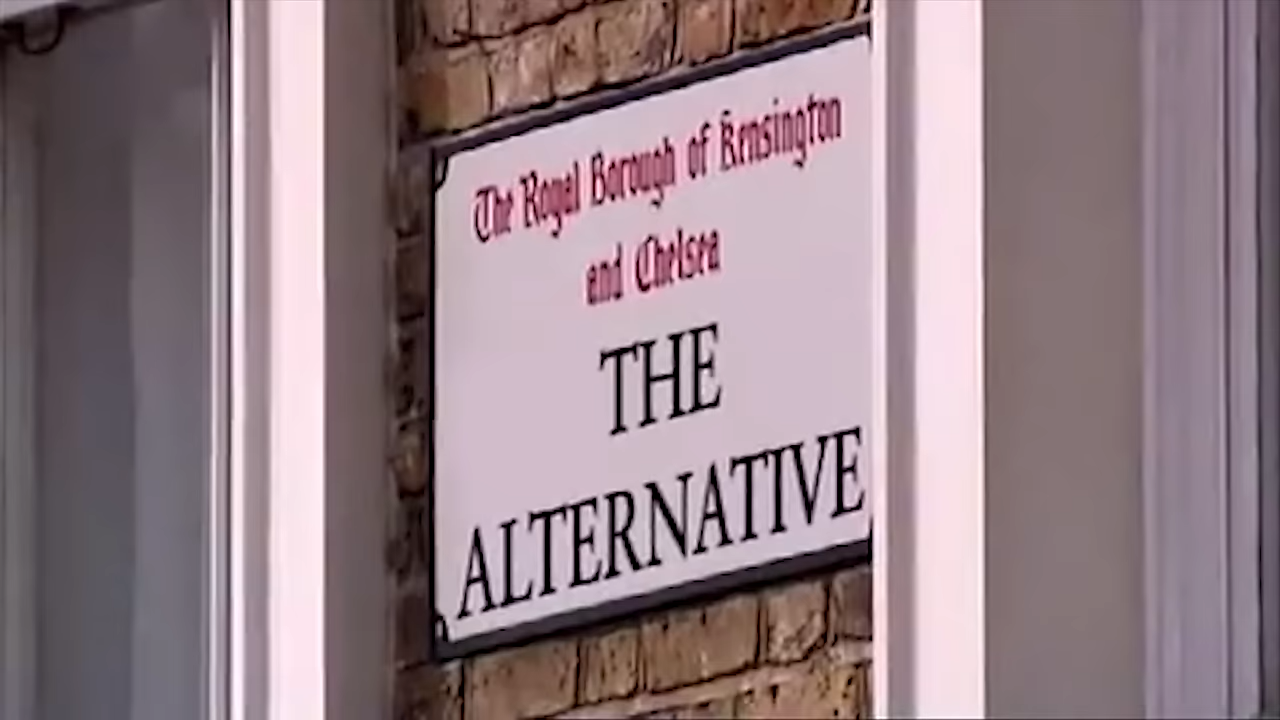 The Royal Borough of Kensington
and Chelsea
THE
ALTERNATIVE